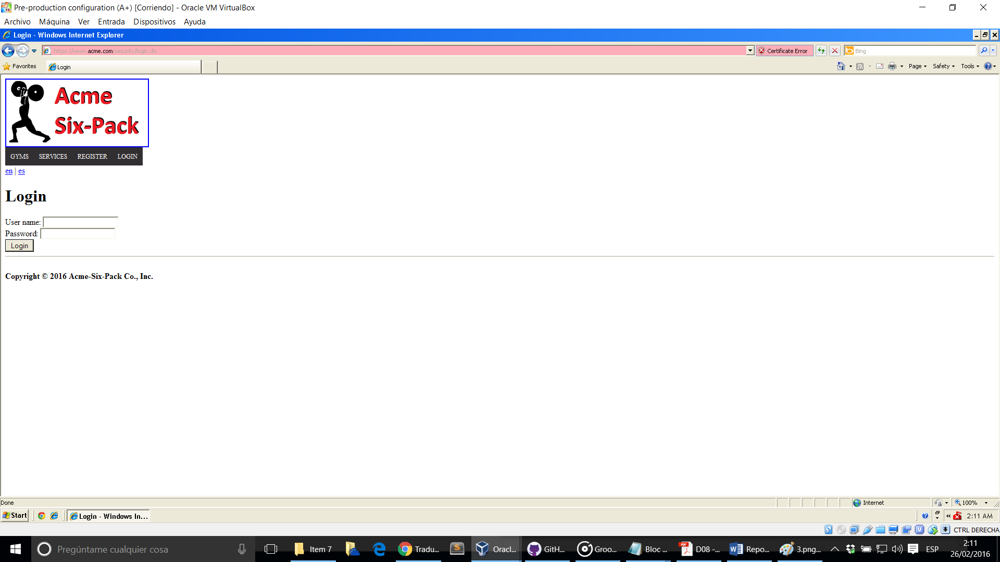 Pre-production configuration (A+) [Corriendo] - Oracle VM VirtualBox
Archivo Máquina Ver Entrada Dispositivos Ayuda
Login - Windows Internet Explorer
https://www.acme.com/security/login.do Certificate Error Bing
Favorites Login Page Safety Tools
Acme
Six-Pack
GYMS SERVICES REGISTER LOGIN
en | es
Login
User name:
Password:
Login
Copyright © 2016 Acme-Six-Pack Co., Inc.
Done Internet 100%
Start Login - Windows In... « 2:11 AM
CTRL DERECHA
Pregúntame cualquier cosa Item 7 Tradu... Oracl... GitH... Groo... Bloc ... D08 -... Repo... 3.png... ESP 2:11
26/02/2016